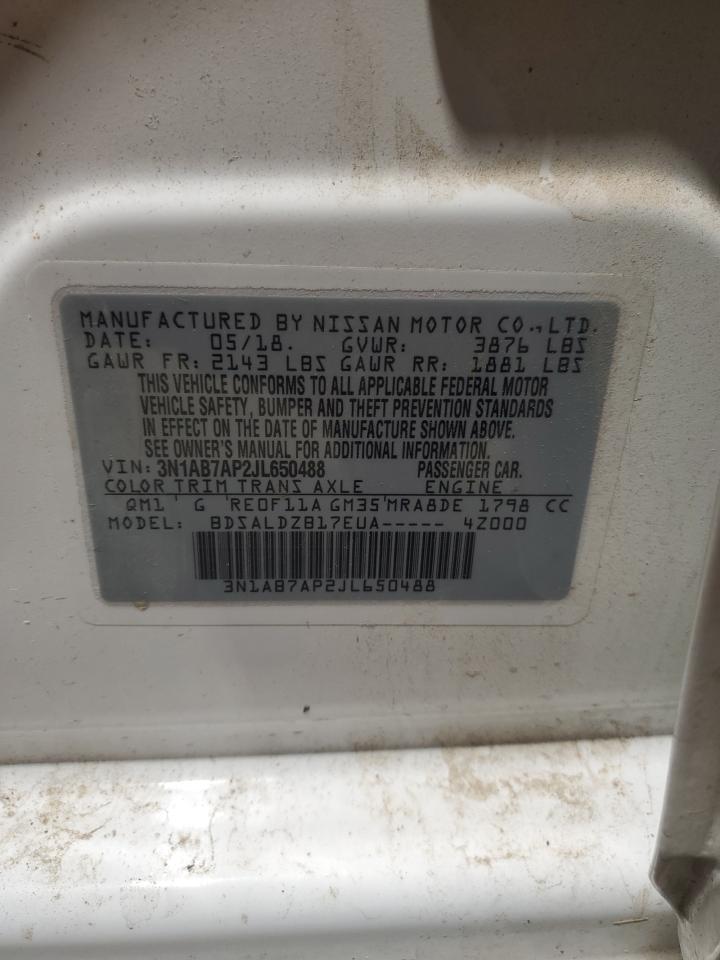 MANUFACTURED BY NISSAN MOTOR CO.,LTD.
DATE: 05/18. GVWR: 3876 LBS
GAWR FR: 2143 LBS GAWR RR: 1881 LBS
THIS VEHICLE CONFORMS TO ALL APPLICABLE FEDERAL MOTOR
VEHICLE SAFETY, BUMPER AND THEFT PREVENTION STANDARDS
IN EFFECT ON THE DATE OF MANUFACTURE SHOWN ABOVE.
SEE OWNER'S MANUAL FOR ADDITIONAL INFORMATION.
VIN: 3N1AB7AP2JL650488 PASSENGER CAR.
COLOR TRIM TRANS AXLE ENGINE
QM1 G RE0F11A GM35 MRA8DE 1798 CC
MODEL: BDSALDZB17EUA----- 4Z000
3N1AB7AP2JL650488